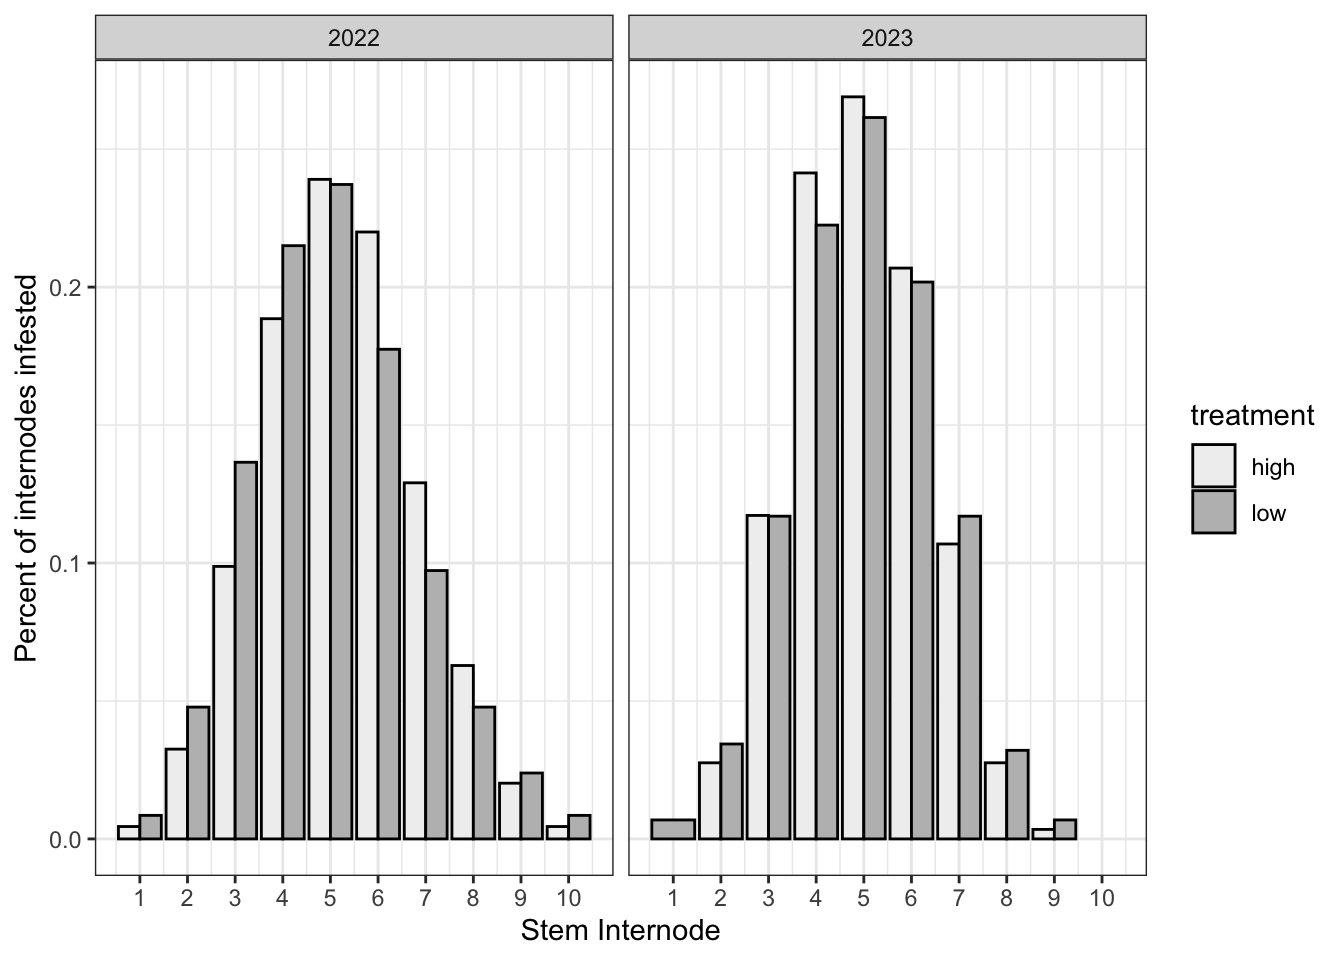 2022
2023
Percent of internodes infested
0.2
0.1
0.0
1 2 3 4 5 6 7 8 9 10
1 2 3 4 5 6 7 8 9 10
Stem Internode
treatment
high
low